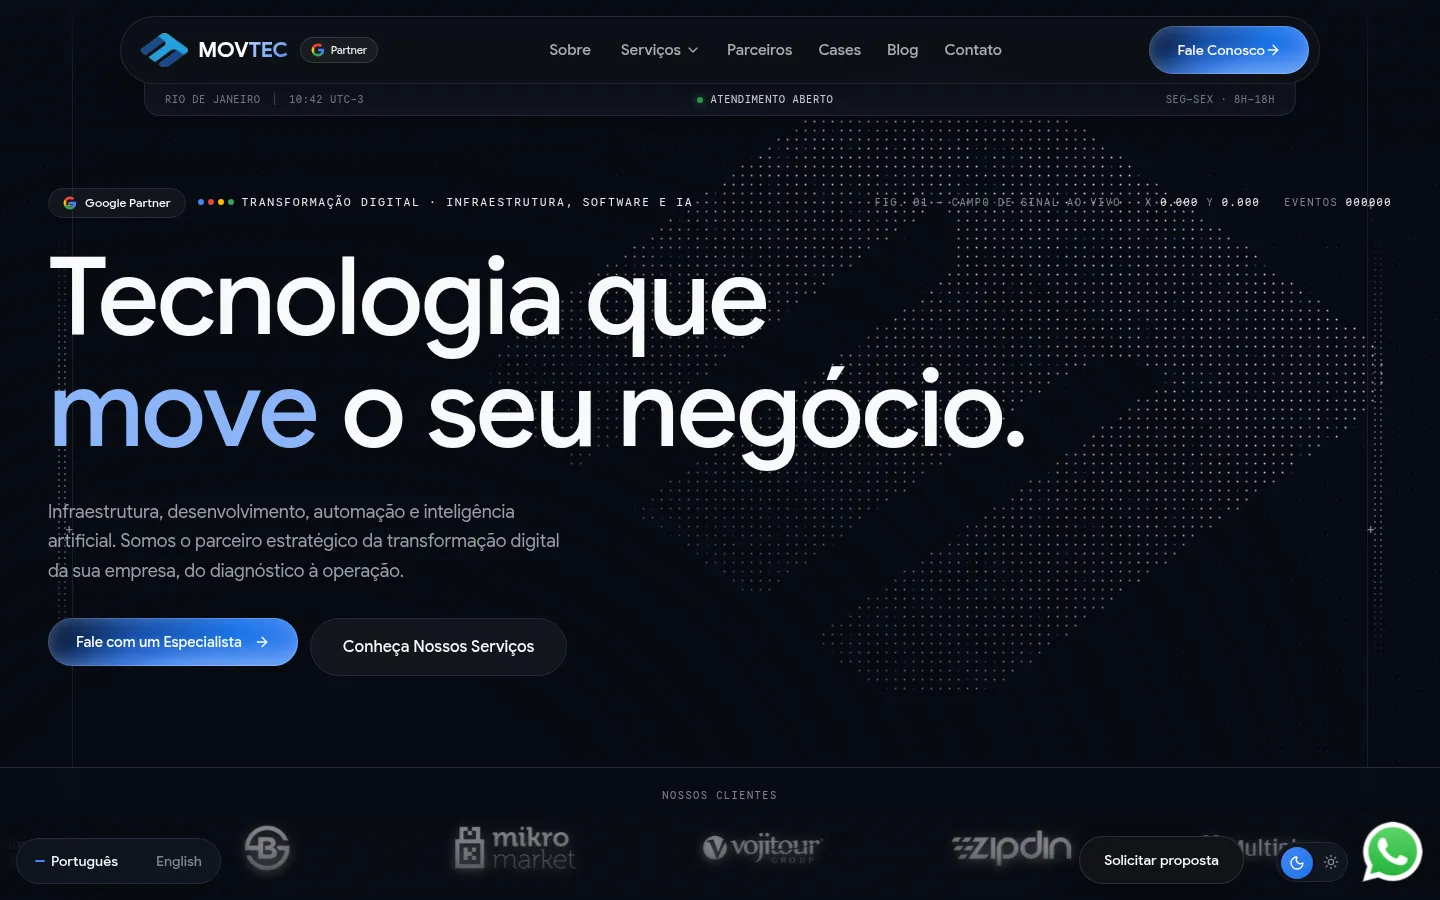 MOVTEC
Partner
Sobre
Serviços
Parceiros
Cases
Blog
Contato
Fale Conosco
RIO DE JANEIRO | 10:42 UTC-3
ATENDIMENTO ABERTO
SEG–SEX · 8H–18H
Google Partner
TRANSFORMAÇÃO DIGITAL · INFRAESTRUTURA, SOFTWARE E IA
FIG. 01 CAMPO DE SINAL AO VIVO X 0.000 Y 0.000 EVENTOS 000000
Tecnologia que
move o seu negócio.
Infraestrutura, desenvolvimento, automação e inteligência
artificial. Somos o parceiro estratégico da transformação digital
da sua empresa, do diagnóstico à operação.
Fale com um Especialista
Conheça Nossos Serviços
NOSSOS CLIENTES
mikro
market
vojitour
GROUP
zipdin
Português
English
Solicitar proposta